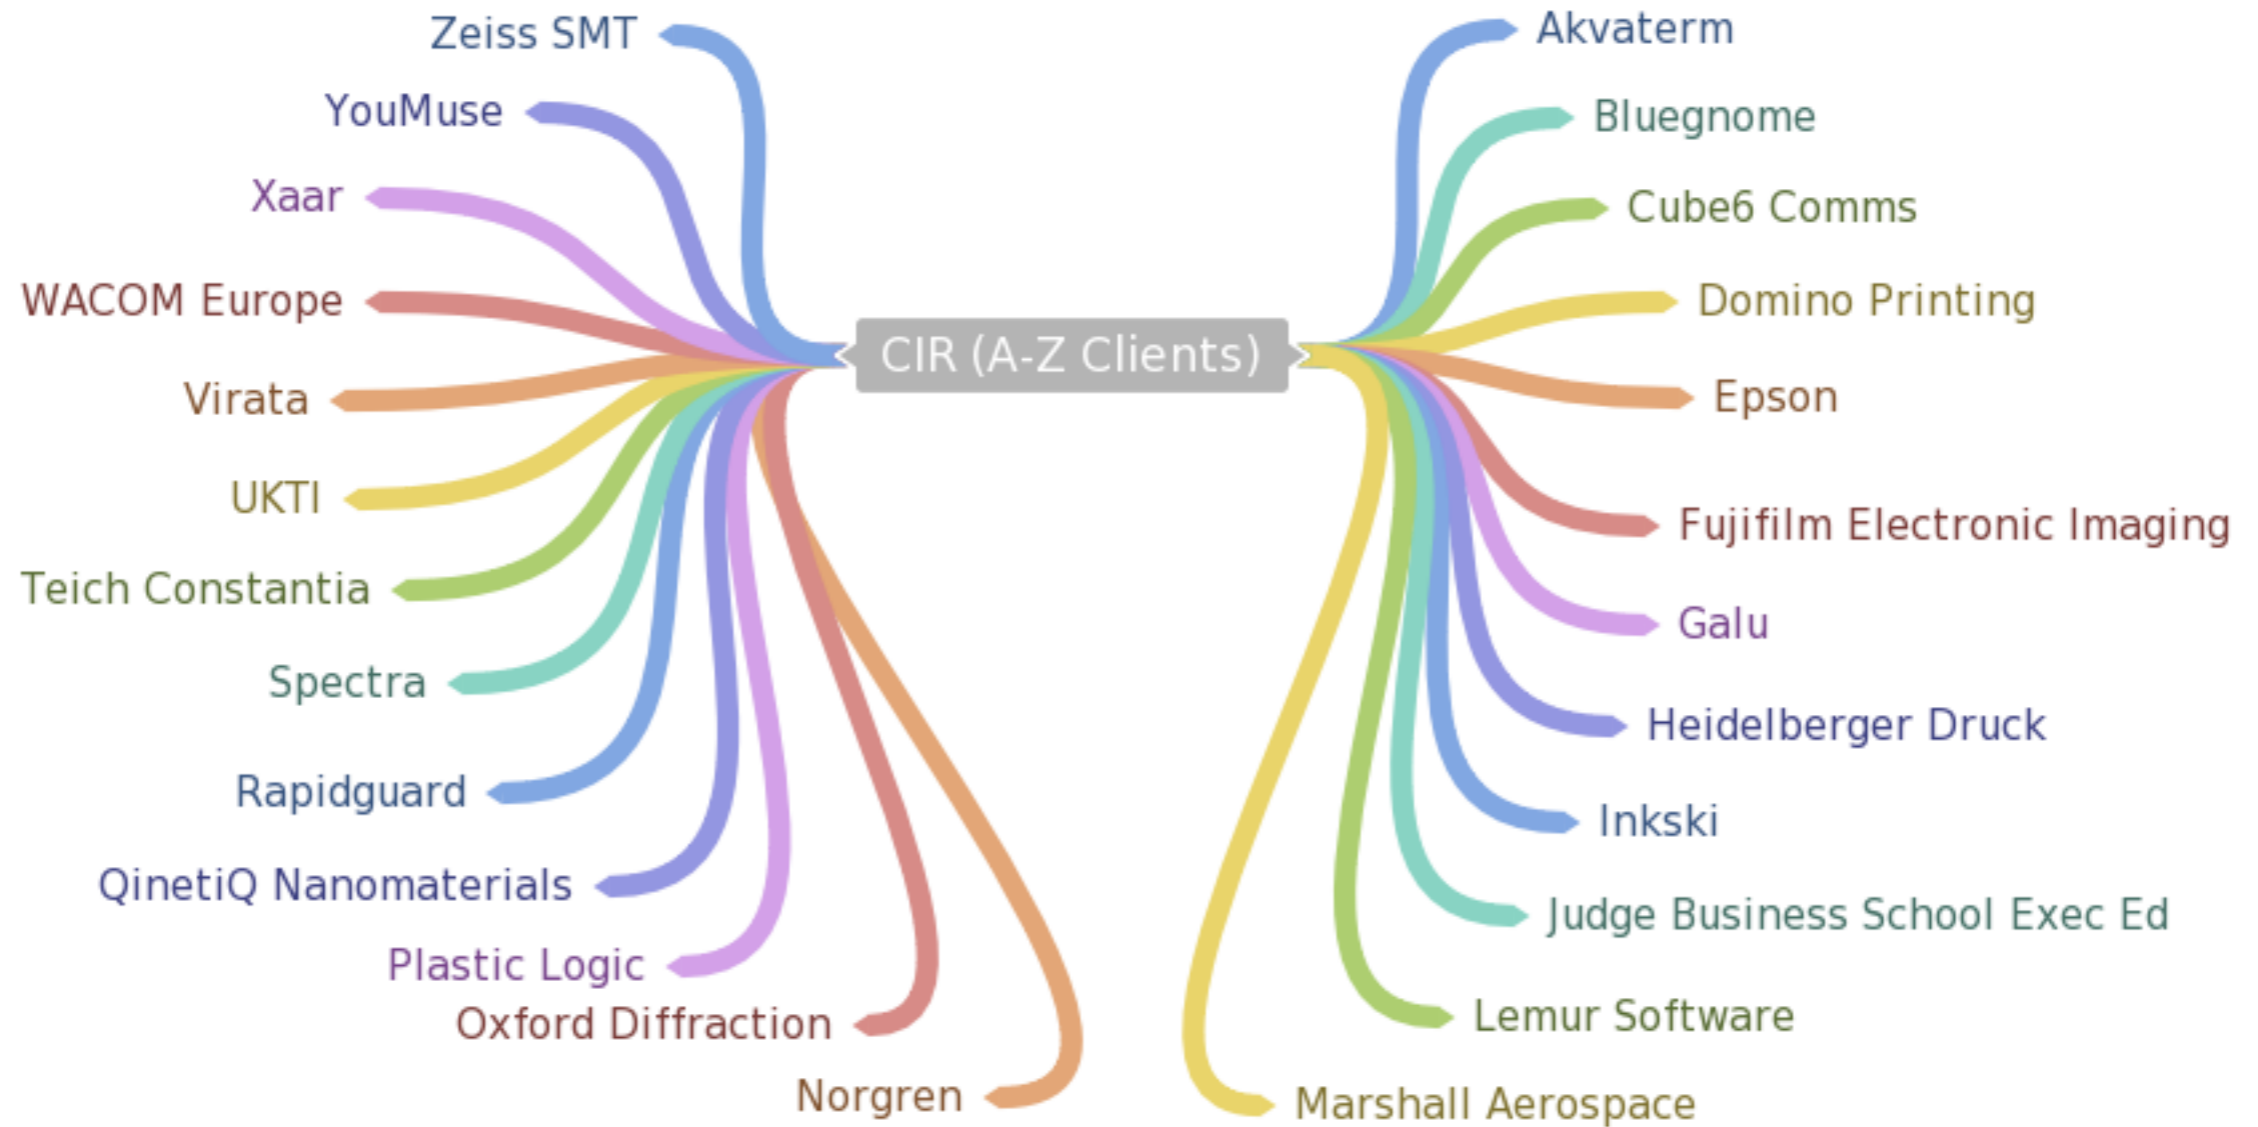 Zeiss SMT
YouMuse
Xaar
WACOM Europe
Virata
UKTI
Teich Constantia
Spectra
Rapidguard
QinetiQ Nanomaterials
Plastic Logic
Oxford Diffraction
Norgren
CIR (A-Z Clients)
Akvaterm
Bluegnome
Cube6 Comms
Domino Printing
Epson
Fujifilm Electronic Imaging
Galu
Heidelberger Druck
Inkski
Judge Business School Exec Ed
Lemur Software
Marshall Aerospace